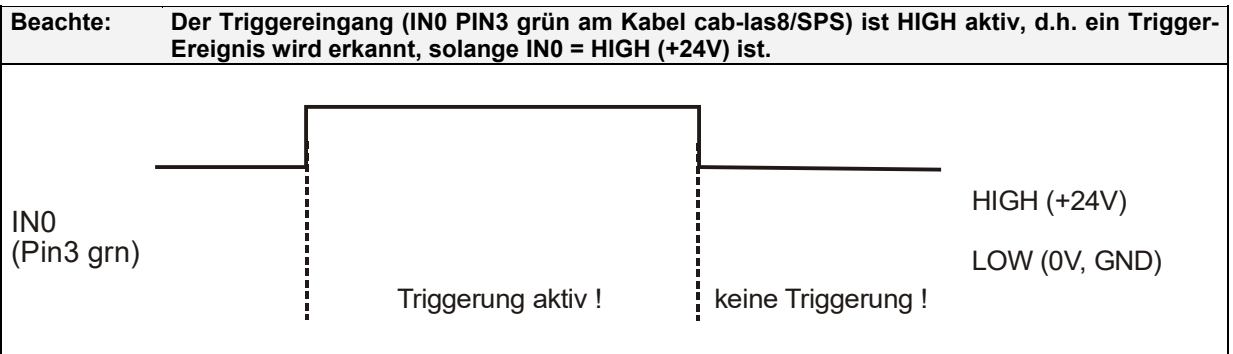 Beachte: Der Triggereingang (IN0 PIN3 grün am Kabel cab-las8/SPS) ist HIGH aktiv, d.h. ein Trigger-
Ereignis wird erkannt, solange IN0 = HIGH (+24V) ist.
HIGH (+24V)
IN0
(Pin3 grn)
LOW (0V, GND)
Triggerung aktiv !
keine Triggerung !